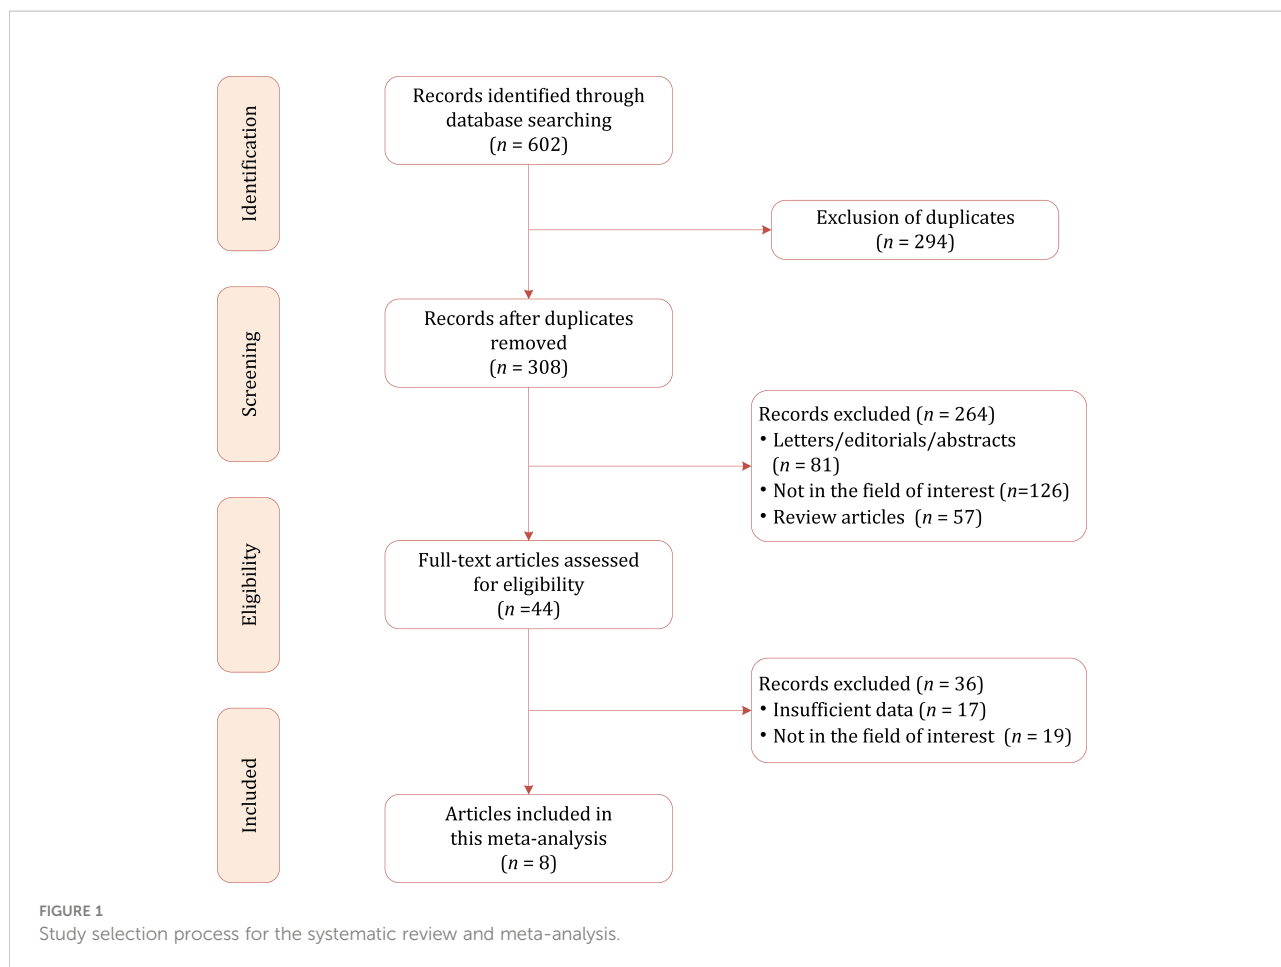 Identification
Records identified through
database searching
(n = 602)
Exclusion of duplicates
(n = 294)
Screening
Records after duplicates
removed
(n = 308)
Records excluded (n = 264)
• Letters/editorials/abstracts
(n = 81)
• Not in the field of interest (n=126)
• Review articles (n = 57)
Eligibility
Full-text articles assessed
for eligibility
(n =44)
Records excluded (n = 36)
• Insufficient data (n = 17)
• Not in the field of interest (n = 19)
Included
Articles included in
this meta-analysis
(n = 8)
FIGURE 1
Study selection process for the systematic review and meta-analysis.